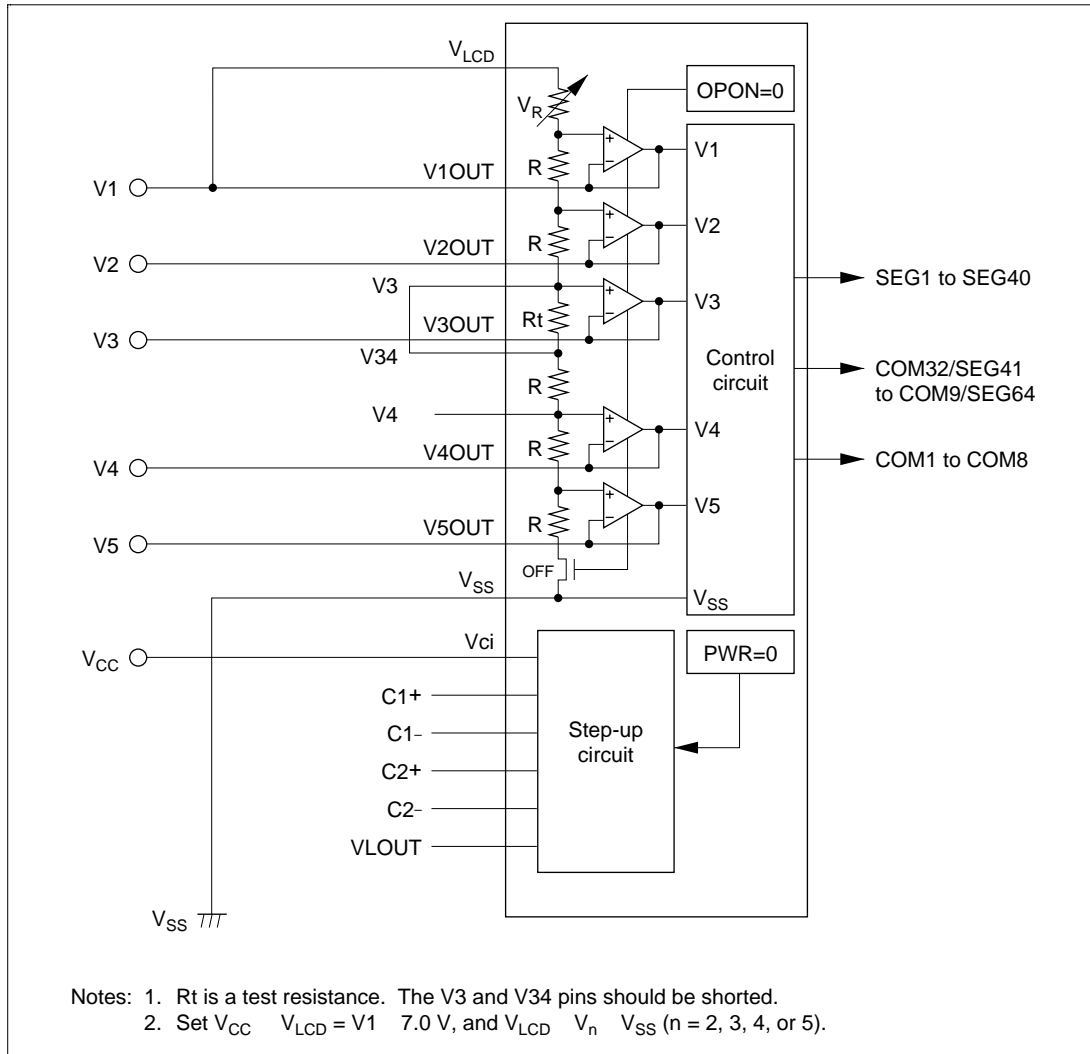 VLCD
OPON=0
VR
V1
R
V1OUT
V1
V2
R
V2OUT
V2
V3
V3
Rt
V3OUT
V3
V34
R
V4
V4
R
V4OUT
V4
V5
R
V5OUT
V5
OFF
VSS
VSS
Control
circuit
SEG1 to SEG40
COM32/SEG41
to COM9/SEG64
COM1 to COM8
VCC
Vci
PWR=0
C1+
C1−
C2+
C2−
VLOUT
Step-up
circuit
VSS
Notes: 1. Rt is a test resistance. The V3 and V34 pins should be shorted.
2. Set VCC VLCD = V1 7.0 V, and VLCD Vn VSS (n = 2, 3, 4, or 5).